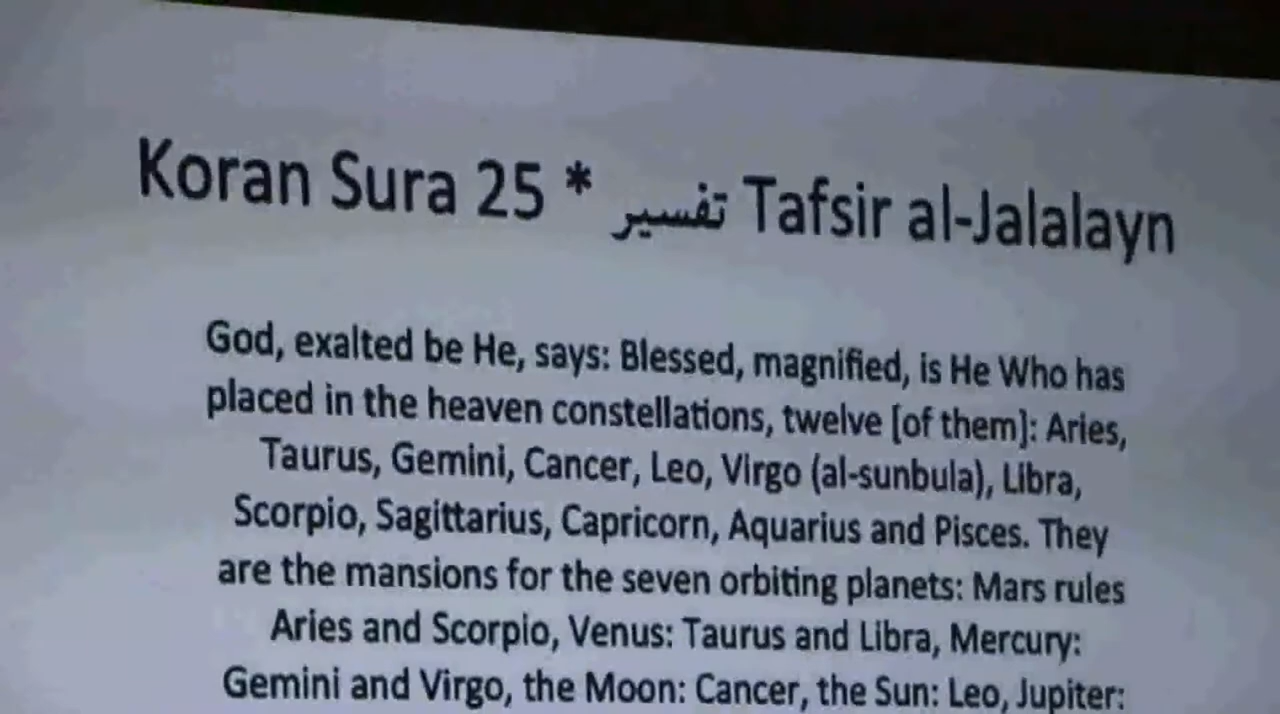 Koran Sura 25 * تفسير Tafsir al-Jalalayn
God, exalted be He, says: Blessed, magnified, is He Who has
placed in the heaven constellations, twelve [of them]: Aries,
Taurus, Gemini, Cancer, Leo, Virgo (al-sunbula), Libra,
Scorpio, Sagittarius, Capricorn, Aquarius and Pisces. They
are the mansions for the seven orbiting planets: Mars rules
Aries and Scorpio, Venus: Taurus and Libra, Mercury:
Gemini and Virgo, the Moon: Cancer, the Sun: Leo, Jupiter: